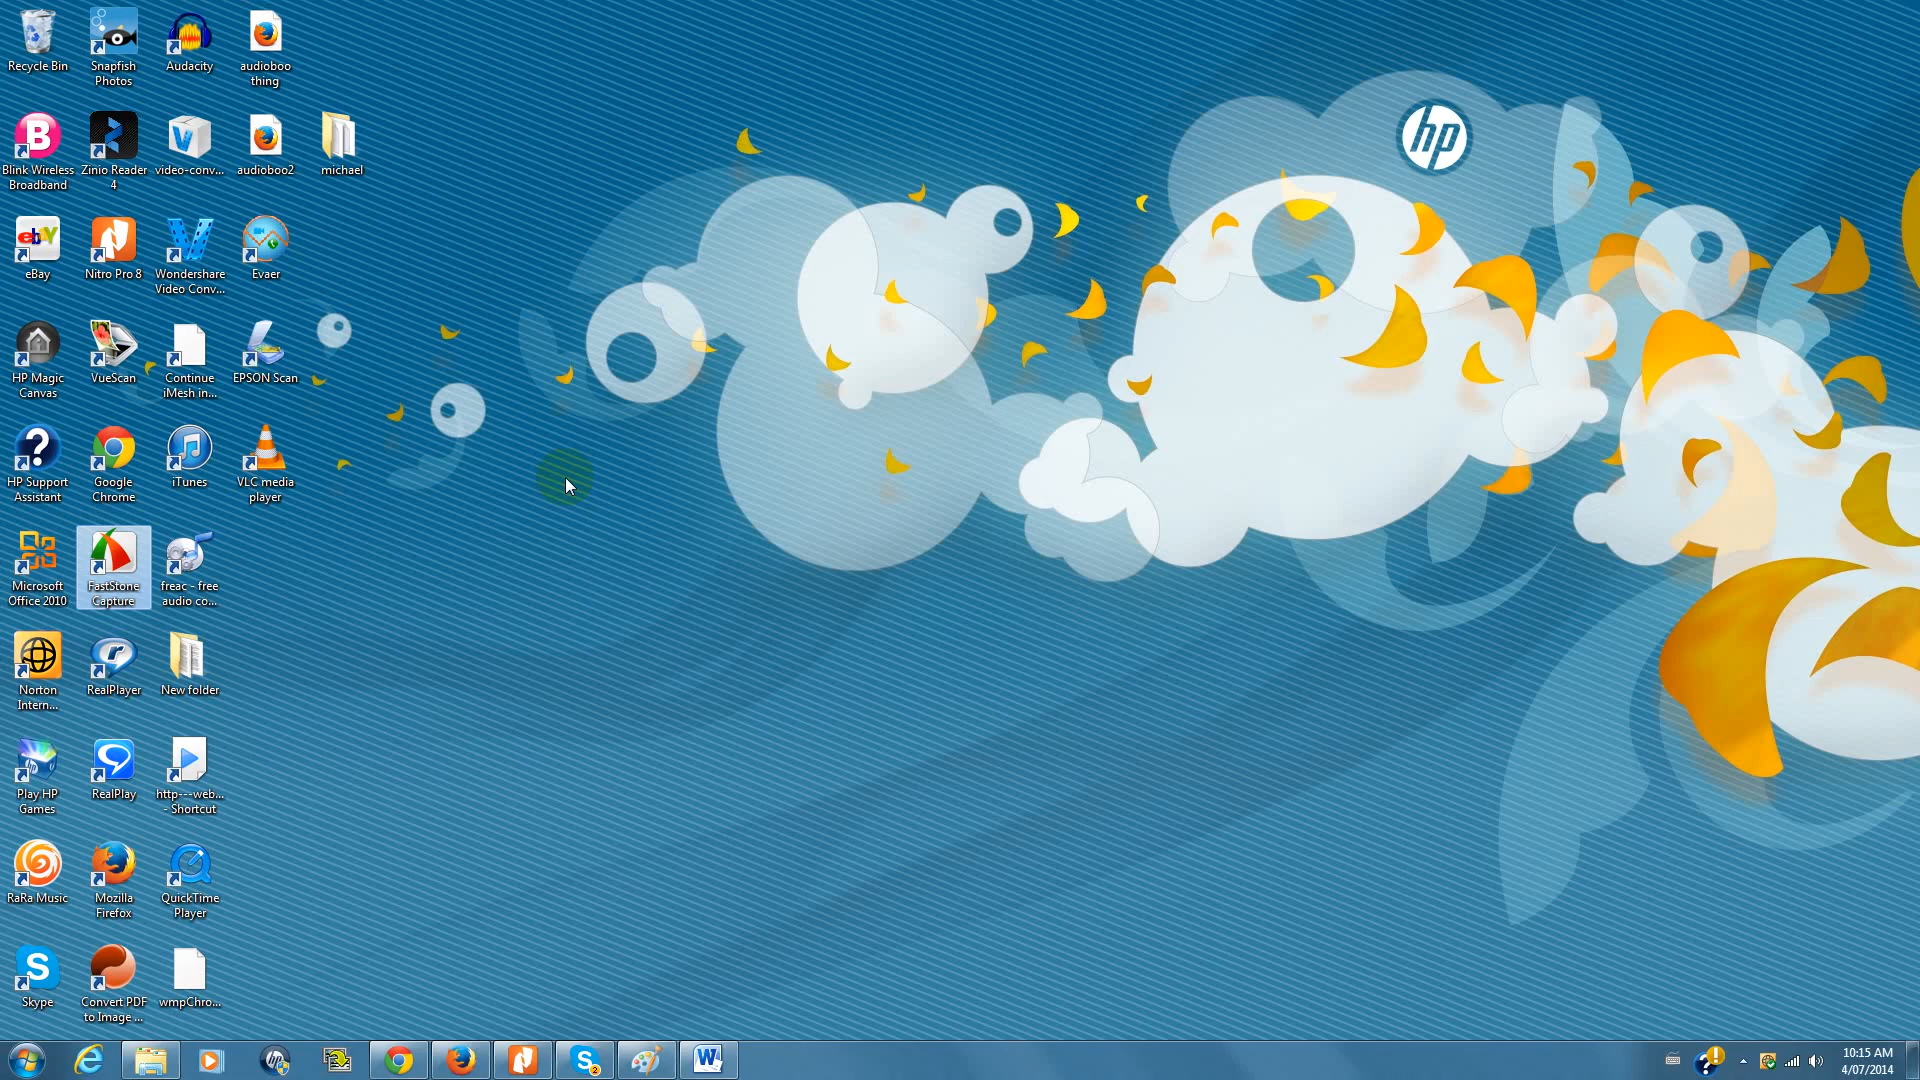 Recycle Bin
Snapfish
Photos
Audacity
audioboo
thing
Blink Wireless
Broadband
Zinio Reader
4
video-conv...
audioboo2
michael
eBay
Nitro Pro 8
Wondershare
Video Conv...
Evaer
HP Magic
Canvas
VueScan
Continue
iMesh in...
EPSON Scan
HP Support
Assistant
Google
Chrome
iTunes
VLC media
player
Microsoft
Office 2010
FastStone
Capture
freac - free
audio co...
Norton
Intern...
RealPlayer
New folder
Play HP
Games
RealPlay
http---web...
- Shortcut
RaRa Music
Mozilla
Firefox
QuickTime
Player
Skype
Convert PDF
to Image ...
wmpChro...
hp
10:15 AM
4/07/2014